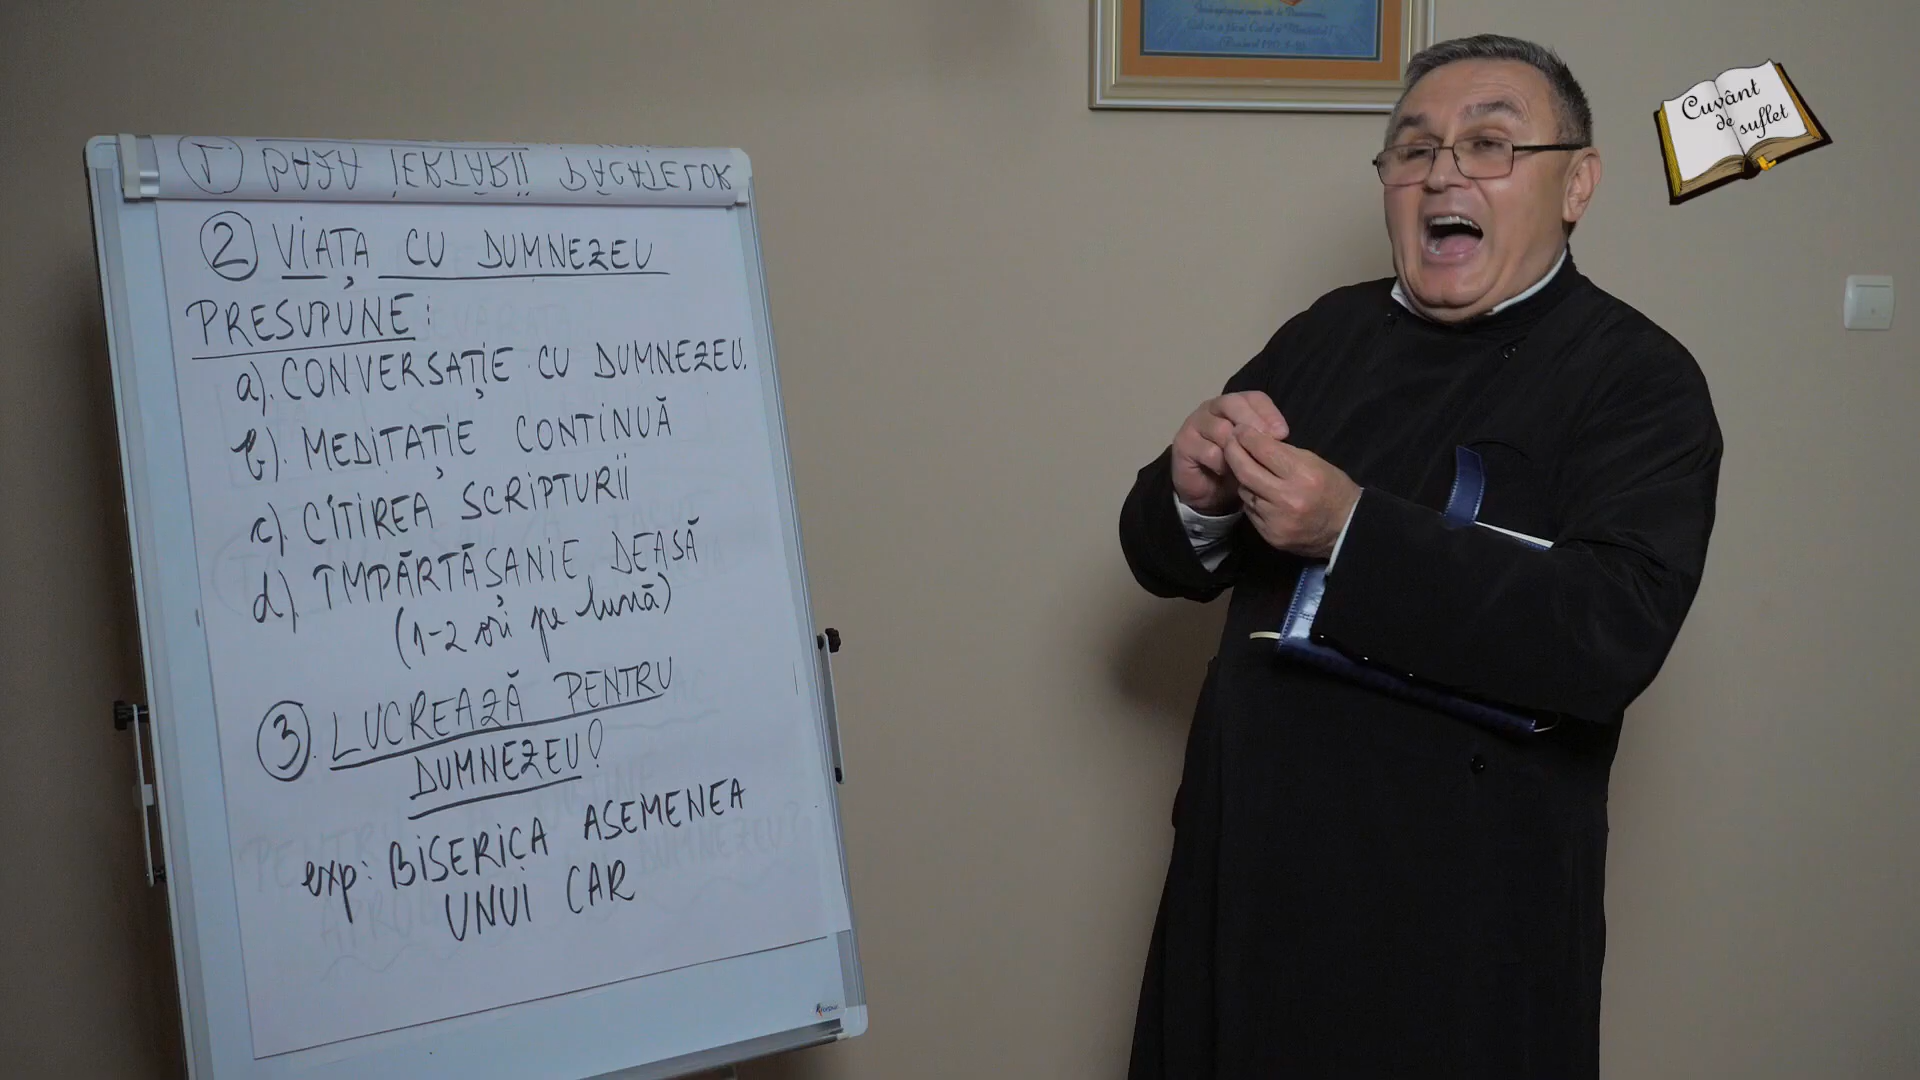 ② VIAȚA CU DUMNEZEU
PRESUPUNE:
a). CONVERSAȚIE CU DUMNEZEU.
b). MEDITAȚIE CONTINUĂ
c). CITIREA SCRIPTURII
d). ÎMPĂRTĂȘANIE DEASĂ
(1-2 ori pe lună)
③. LUCREAZĂ PENTRU
DUMNEZEU!
exp: BISERICA ASEMENEA
UNUI CAR
Cuvânt
de suflet